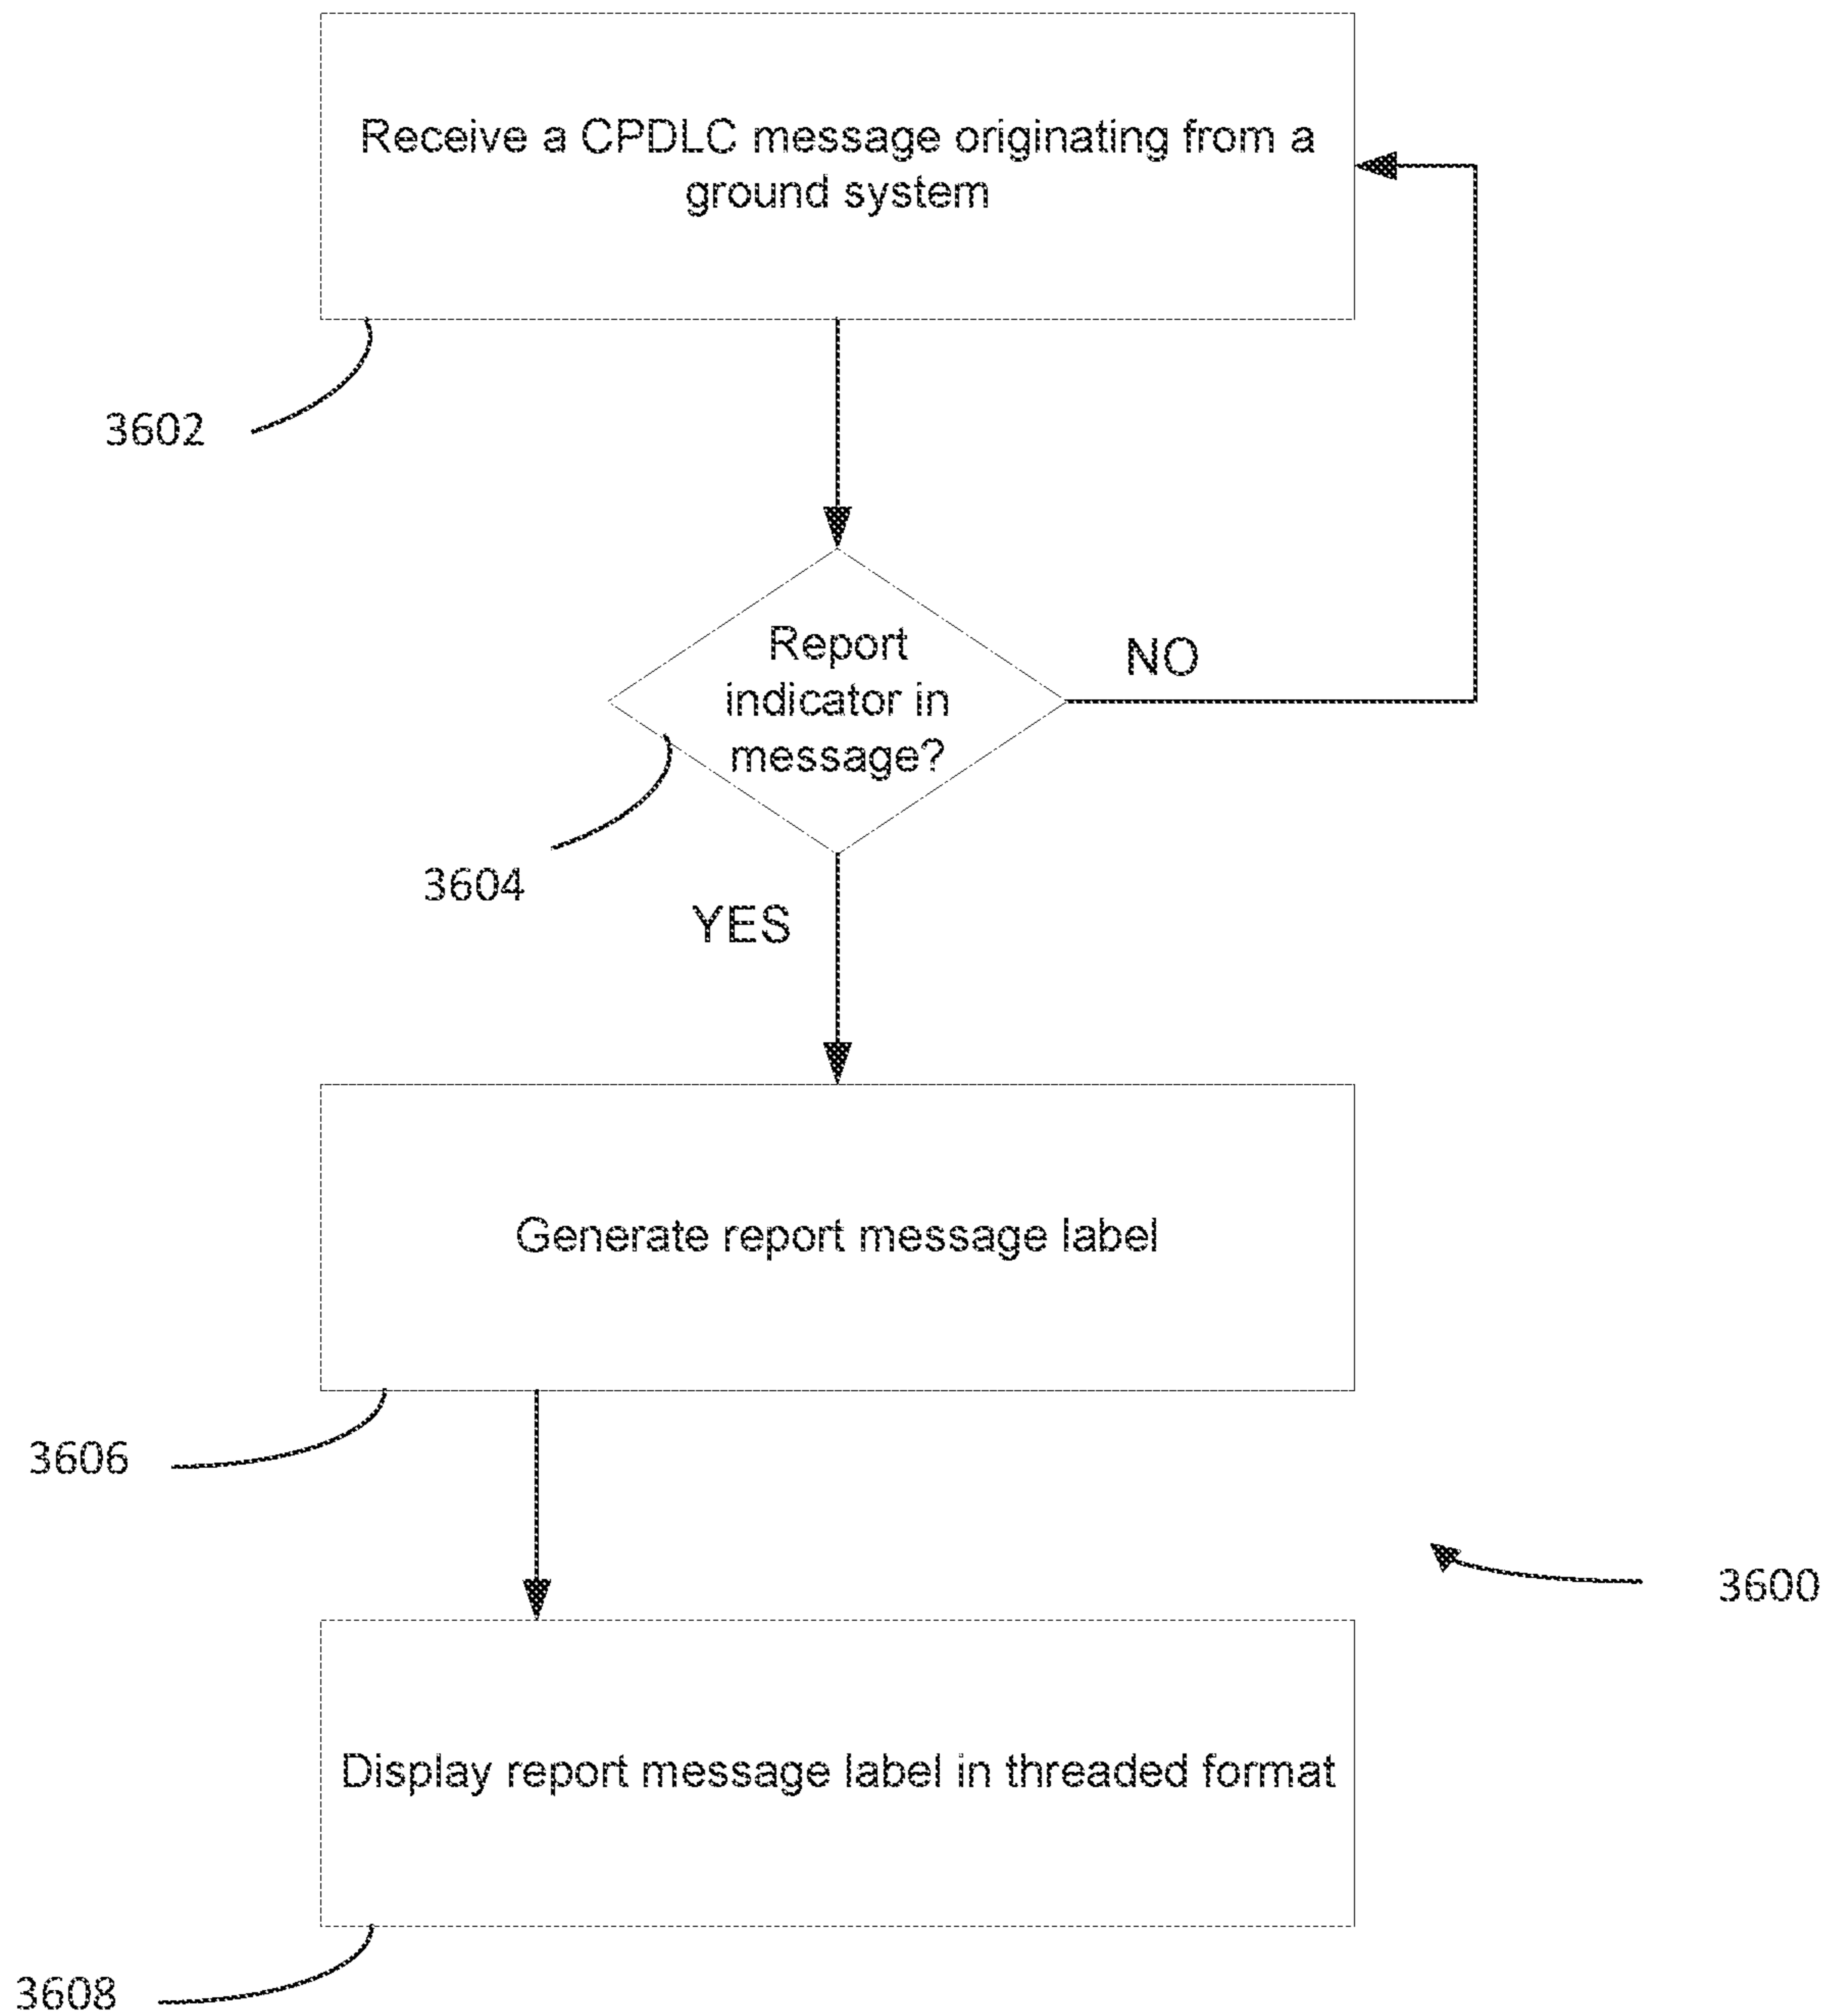 Receive a CPDLC message originating from a
ground system
3602
Report
indicator in
message?
NO
3604
YES
Generate report message label
3606
3600
Display report message label in threaded format
3608